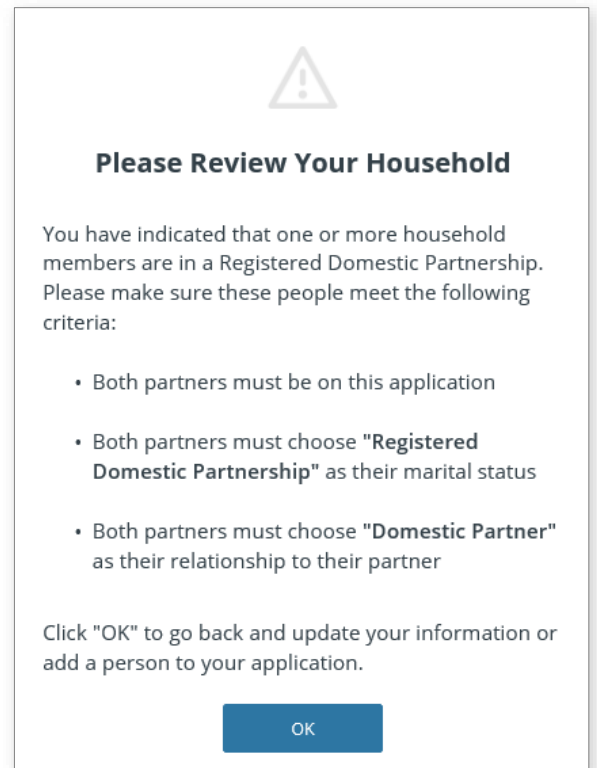 Please Review Your Household
You have indicated that one or more household
members are in a Registered Domestic Partnership.
Please make sure these people meet the following
criteria:
• Both partners must be on this application
• Both partners must choose "Registered
Domestic Partnership" as their marital status
• Both partners must choose "Domestic Partner"
as their relationship to their partner
Click "OK" to go back and update your information or
add a person to your application.
OK